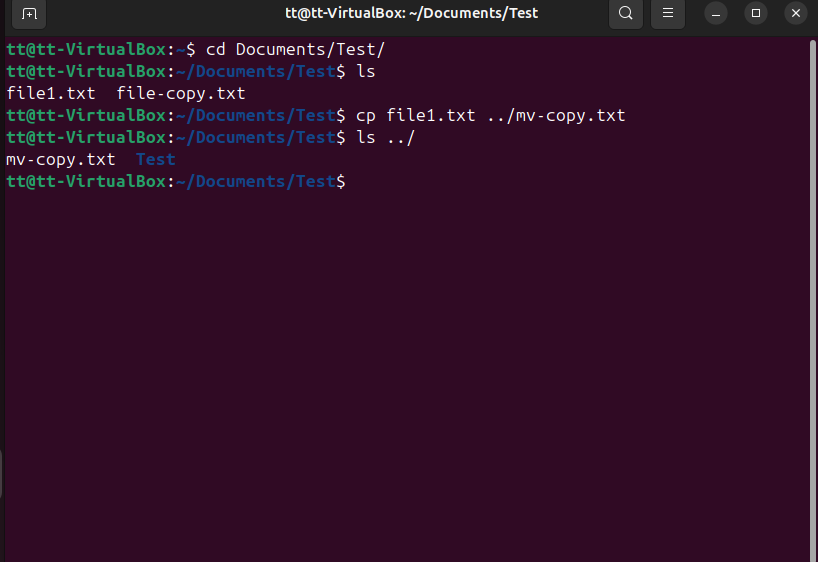 tt@tt-VirtualBox: ~/Documents/Test
tt@tt-VirtualBox:~$ cd Documents/Test/
tt@tt-VirtualBox:~/Documents/Test$ ls
file1.txt  file-copy.txt
tt@tt-VirtualBox:~/Documents/Test$ cp file1.txt ../mv-copy.txt
tt@tt-VirtualBox:~/Documents/Test$ ls ../
mv-copy.txt  Test
tt@tt-VirtualBox:~/Documents/Test$